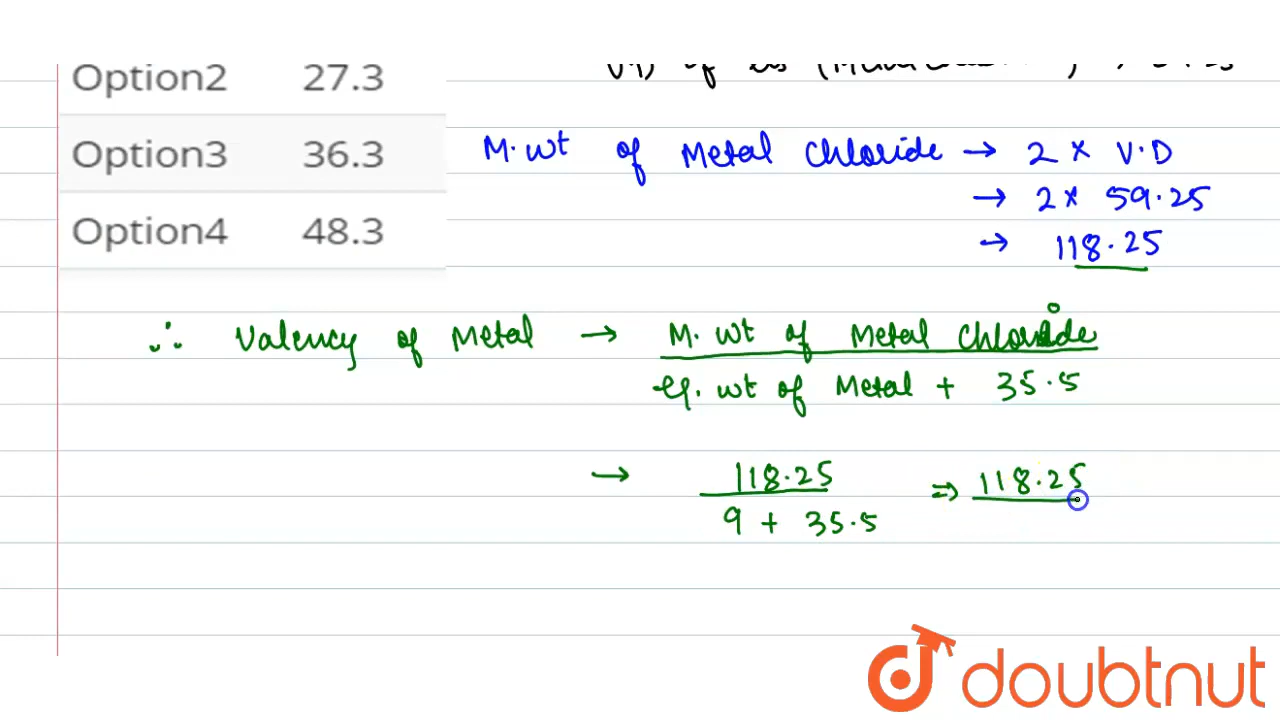 Option2 27.3
of
Option3 36.3
M.wt of Metal Chloride → 2 × V.D
→ 2 × 59.25
Option4 48.3
→ 118.25
∴ Valency of Metal → M. wt of Metal Chloride
Eq. wt of Metal + 35.5
→ 118.25 ⇒ 118.25
9 + 35.5
doubtnut